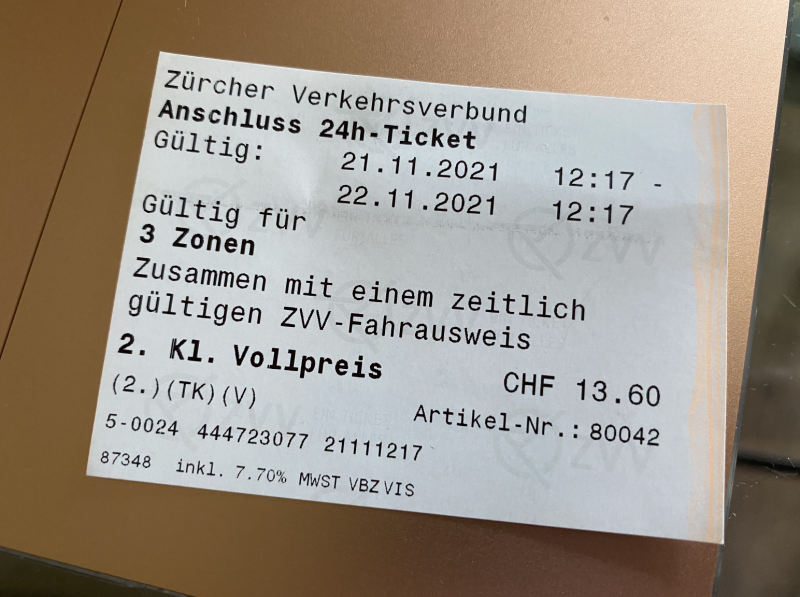 Zürcher Verkehrsverbund
Anschluss 24h-Ticket
Gültig: 21.11.2021 12:17 -
22.11.2021 12:17
Gültig für
3 Zonen
Zusammen mit einem zeitlich
gültigen ZVV-Fahrausweis
2. Kl. Vollpreis CHF 13.60
(2.)(TK)(V) Artikel-Nr.: 80042
5-0024 444723077 21111217
87348 inkl. 7.70% MWST VBZ VIS